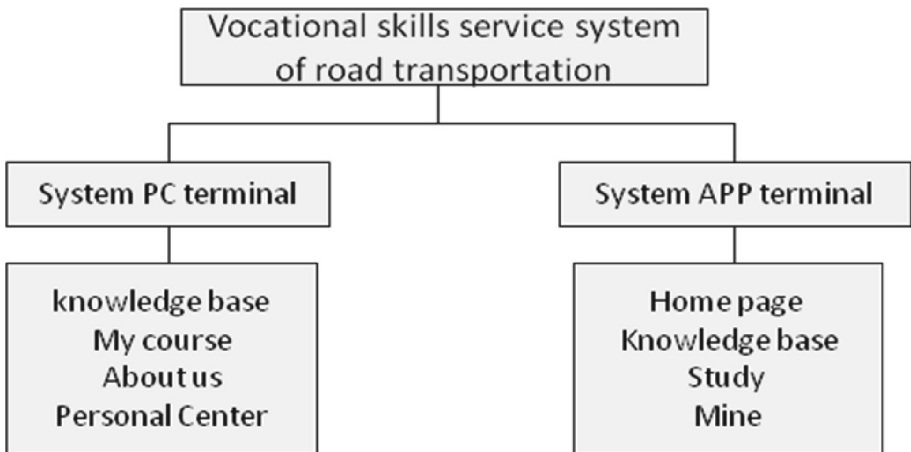 Vocational skills service system
of road transportation
System PC terminal
System APP terminal
knowledge base
My course
About us
Personal Center
Home page
Knowledge base
Study
Mine